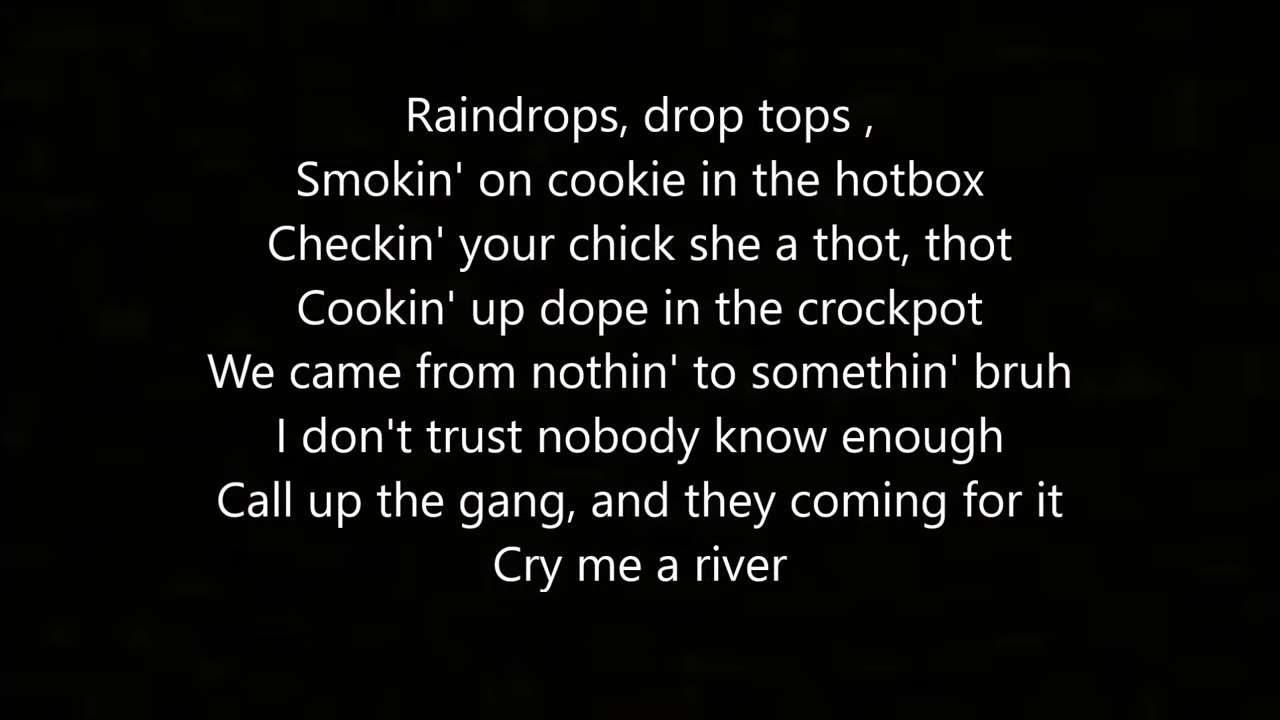 Raindrops, drop tops ,
Smokin' on cookie in the hotbox
Checkin' your chick she a thot, thot
Cookin' up dope in the crockpot
We came from nothin' to somethin' bruh
I don't trust nobody know enough
Call up the gang, and they coming for it
Cry me a river